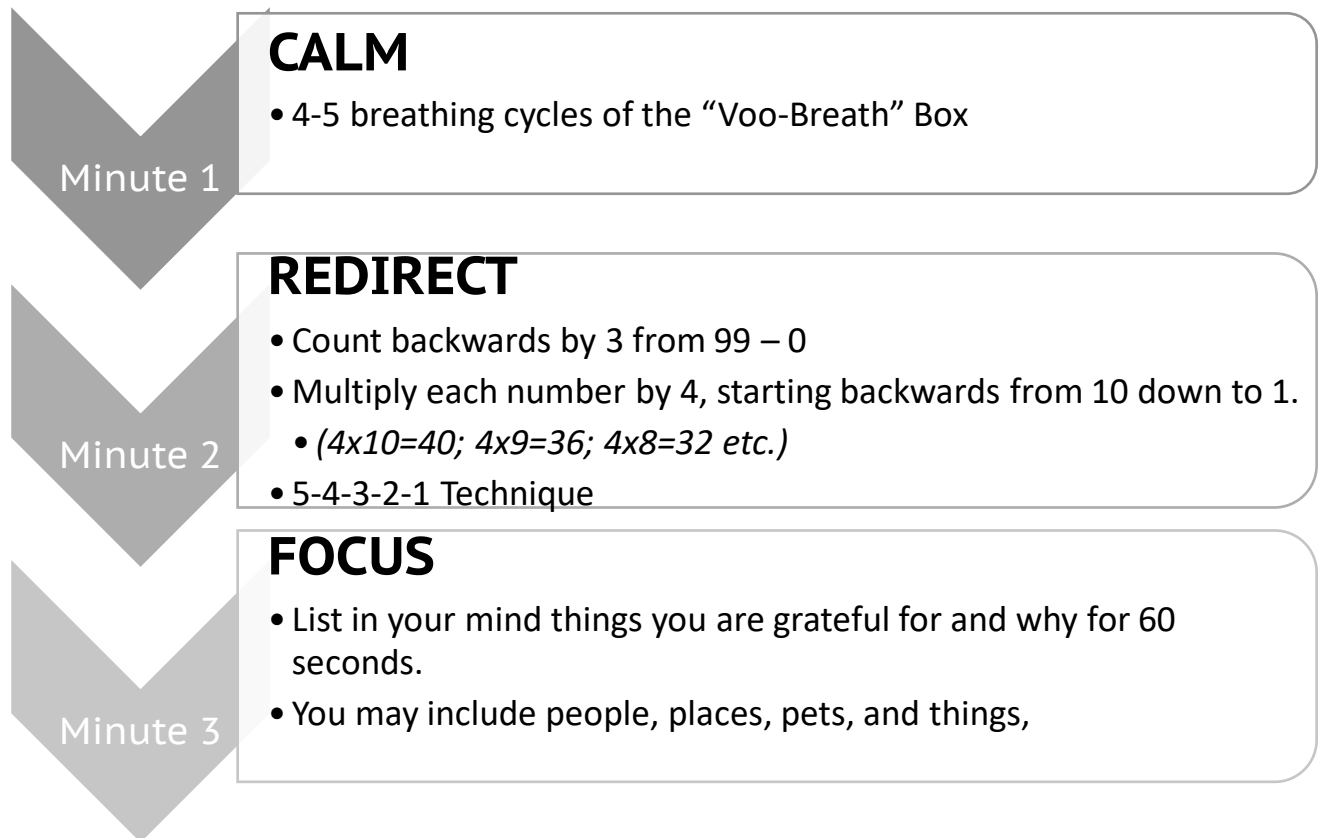 CALM
• 4-5 breathing cycles of the “Voo-Breath” Box
Minute 1
REDIRECT
• Count backwards by 3 from 99 – 0
• Multiply each number by 4, starting backwards from 10 down to 1.
• (4x10=40; 4x9=36; 4x8=32 etc.)
• 5-4-3-2-1 Technique
Minute 2
FOCUS
• List in your mind things you are grateful for and why for 60
seconds.
• You may include people, places, pets, and things,
Minute 3